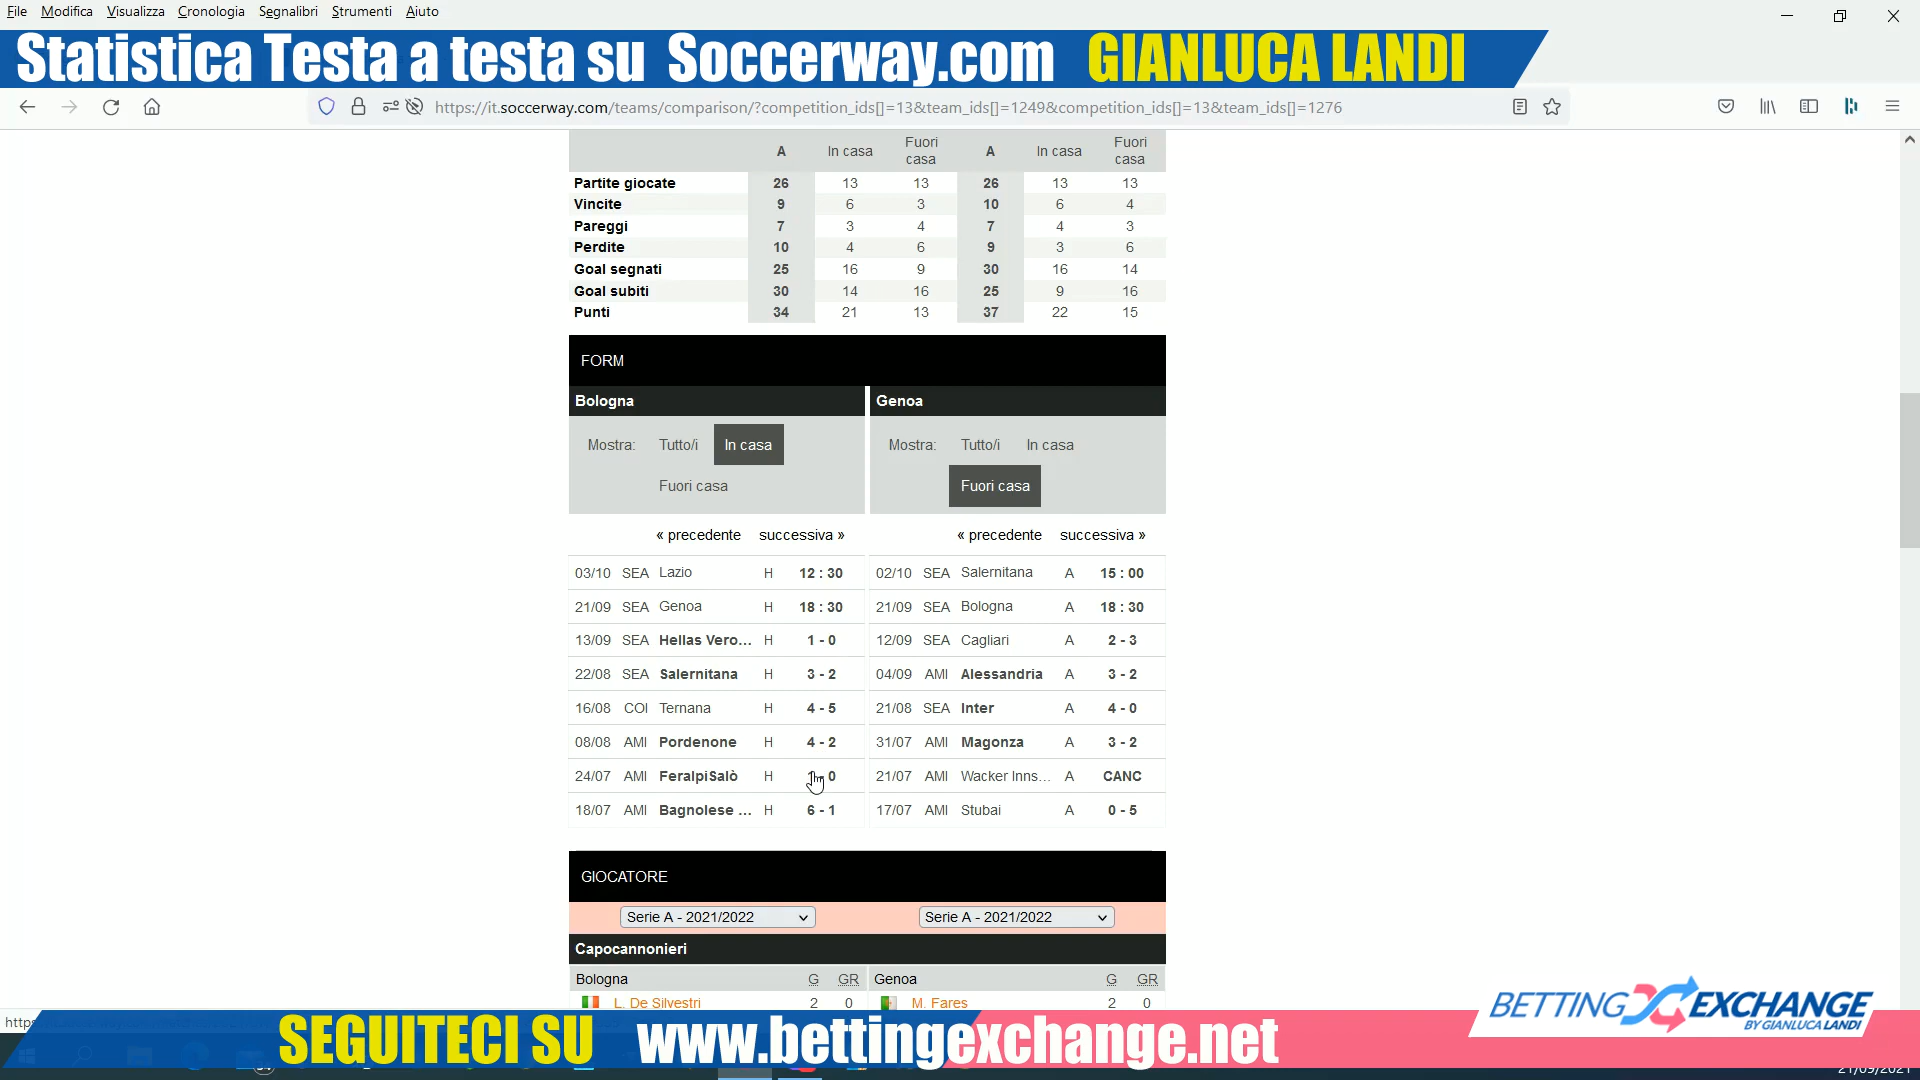 File Modifica Visualizza Cronologia Segnalibri Strumenti Aiuto
Statistica Testa a testa su Soccerway.com GIANLUCA LANDI
https://it.soccerway.com/teams/comparison/?competition_ids[]=13&team_ids[]=1249&competition_ids[]=13&team_ids[]=1276
A In casa Fuori casa A In casa Fuori casa
Partite giocate 26 13 13 26 13 13
Vincite 9 6 3 10 6 4
Pareggi 7 3 4 7 4 3
Perdite 10 4 6 9 3 6
Goal segnati 25 16 9 30 16 14
Goal subiti 30 14 16 25 9 16
Punti 34 21 13 37 22 15
FORM
Bologna Genoa
Mostra: Tutto/i In casa Mostra: Tutto/i In casa
Fuori casa Fuori casa
« precedente successiva » « precedente successiva »
03/10 SEA Lazio H 12 : 30 02/10 SEA Salernitana A 15 : 00
21/09 SEA Genoa H 18 : 30 21/09 SEA Bologna A 18 : 30
13/09 SEA Hellas Vero... H 1 - 0 12/09 SEA Cagliari A 2 - 3
22/08 SEA Salernitana H 3 - 2 04/09 AMI Alessandria A 3 - 2
16/08 COI Ternana H 4 - 5 21/08 SEA Inter A 4 - 0
08/08 AMI Pordenone H 4 - 2 31/07 AMI Magonza A 3 - 2
24/07 AMI FeralpiSalò H 0 21/07 AMI Wacker Inns... A CANC
18/07 AMI Bagnolese ... H 6 - 1 17/07 AMI Stubai A 0 - 5
GIOCATORE
Serie A - 2021/2022 Serie A - 2021/2022
Capocannonieri
Bologna G GR Genoa G GR
L. De Silvestri 2 0 M. Fares 2 0
BETTING EXCHANGE
BY GIANLUCA LANDI
SEGUITECI SU www.bettingexchange.net
21/09/2021